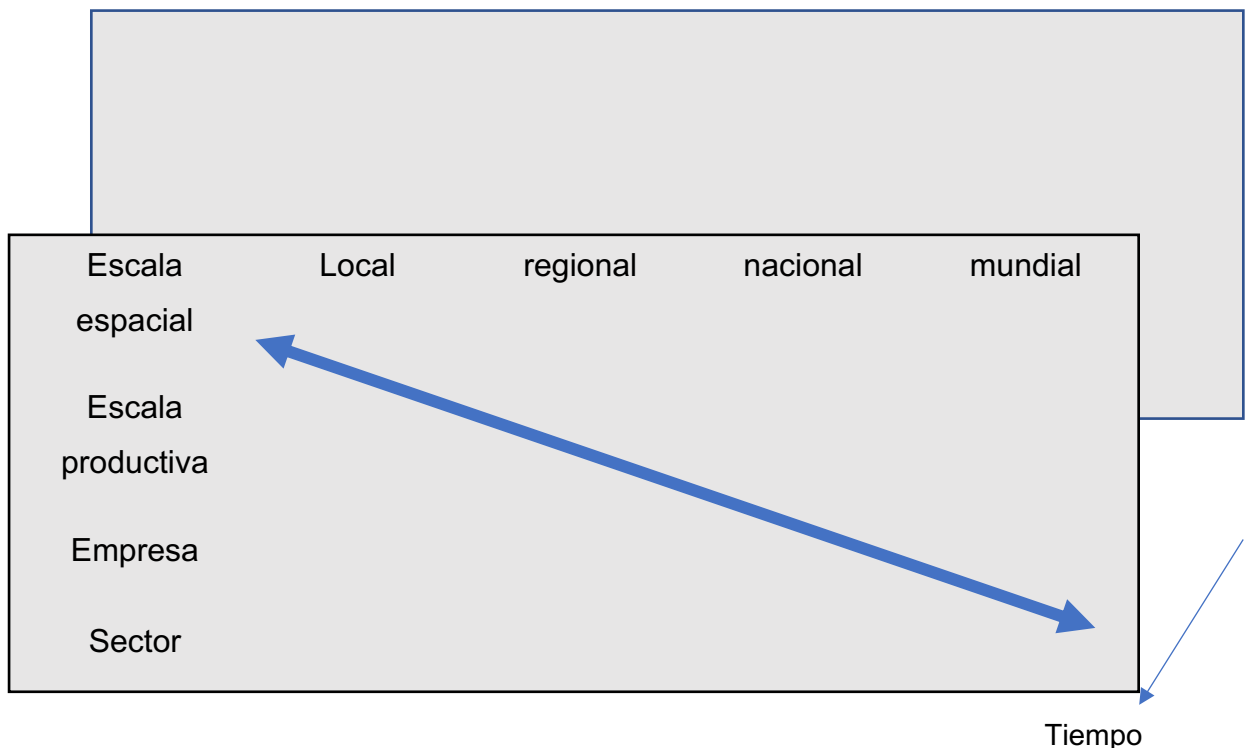 Escala Local regional nacional mundial
espacial
Escala
productiva
Empresa
Sector
Tiempo